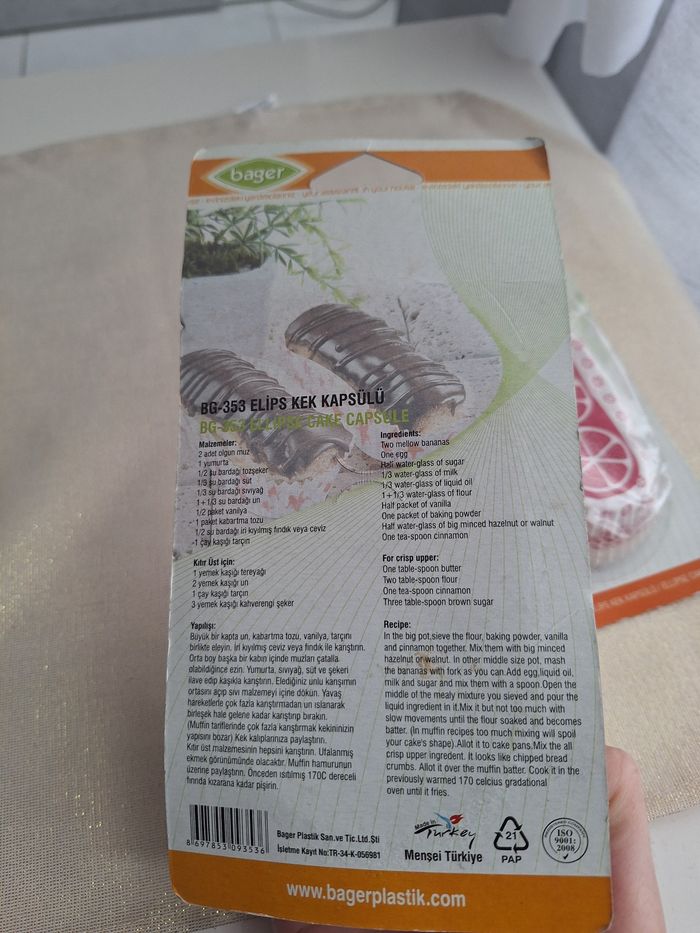 bager
BG-353 ELİPS KEK KAPSÜLÜ
BG-353 ELLIPSE CAKE CAPSULE
Malzemeler:
2 adet olgun muz
1 yumurta
1/2 su bardağı tozşeker
1/3 su bardağı süt
1/3 su bardağı sıvıyağ
1+1/3 su bardağı un
1/2 paket vanilya
1 paket kabartma tozu
1/2 su bardağı iri kıyılmış fındık veya ceviz
1 çay kaşığı tarçın
Kıtır Üst için:
1 yemek kaşığı tereyağı
2 yemek kaşığı un
1 çay kaşığı tarçın
3 yemek kaşığı kahverengi şeker
Yapılışı:
Büyük bir kapta un, kabartma tozu, vanilya, tarçını
birlikte eleyin. İri kıyılmış ceviz veya fındık ile karıştırın.
Orta boy başka bir kabın içinde muzları çatalla
olabildiğince ezin. Yumurta, sıvıyağ, süt ve şekeri
ilave edip kaşıkla karıştırın. Elediğiniz unlu karışımın
ortasını açıp sıvı malzemeyi içine dökün. Yavaş
hareketlerle çok fazla karıştırmadan un ıslanarak
birleşek hale gelene kadar karıştırıp bırakın.
(Muffin tariflerinde çok fazla karıştırmak kekininizin
yapısını bozar) Kek kalıplarınıza paylaştırın.
Kıtır üst malzemesinin hepsini karıştırın. Ufalanmış
ekmek görünümünde olacaktır. Muffin hamurunun
üzerine paylaştırın. Önceden ısıtılmış 170C dereceli
fırında kızarana kadar pişirin.
Ingredients:
Two mellow bananas
One egg
Half water-glass of sugar
1/3 water-glass of milk
1/3 water-glass of liquid oil
1+1/3 water-glass of flour
Half packet of vanilla
One packet of baking powder
Half water-glass of big minced hazelnut or walnut
One tea-spoon cinnamon
For crisp upper:
One table-spoon butter
Two table-spoon flour
One tea-spoon cinnamon
Three table-spoon brown sugar
Recipe:
In the big pot,sieve the flour, baking powder, vanilla
and cinnamon together. Mix them with big minced
hazelnut or walnut. In other middle size pot, mash
the bananas with fork as you can.Add egg,liquid oil,
milk and sugar and mix them with a spoon.Open the
middle of the mealy mixture you sieved and pour the
liquid ingredient in it.Mix it but not too much with
slow movements until the flour soaked and becomes
batter. (In muffin recipes too much mixing will spoil
your cake's shape).Allot it to cake pans.Mix the all
crisp upper ingredent. It looks like chipped bread
crumbs. Allot it over the muffin batter. Cook it in the
previously warmed 170 celcius gradational
oven until it fries.
8 697853 093536
Bager Plastik San.ve Tic.Ltd.Şti
İşletme Kayıt No:TR-34-K-056981
Made in
Turkey
Menşei Türkiye
21
PAP
ISO
9001:
2008
www.bagerplastik.com